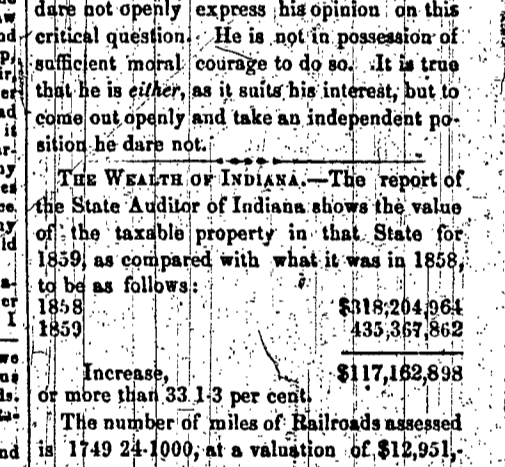 dare not openly express his opinion on this
critical question. He is not in possession of
sufficient moral courage to do so. It is true
that he is either, as it suits his interest, but to
come out openly and take an independent po-
sition he dare not.
THE WEALTH OF INDIANA.—The report of
the State Auditor of Indiana shows the value
of the taxable property in that State for
1859, as compared with what it was in 1858,
to be as follows:
1858 $318,204,964
1859 435,367,862
Increase, $117,162,898
or more than 33 1-3 per cent.
The number of miles of Railroads assessed
is 1749 24-1000, at a valuation of $12,951,-